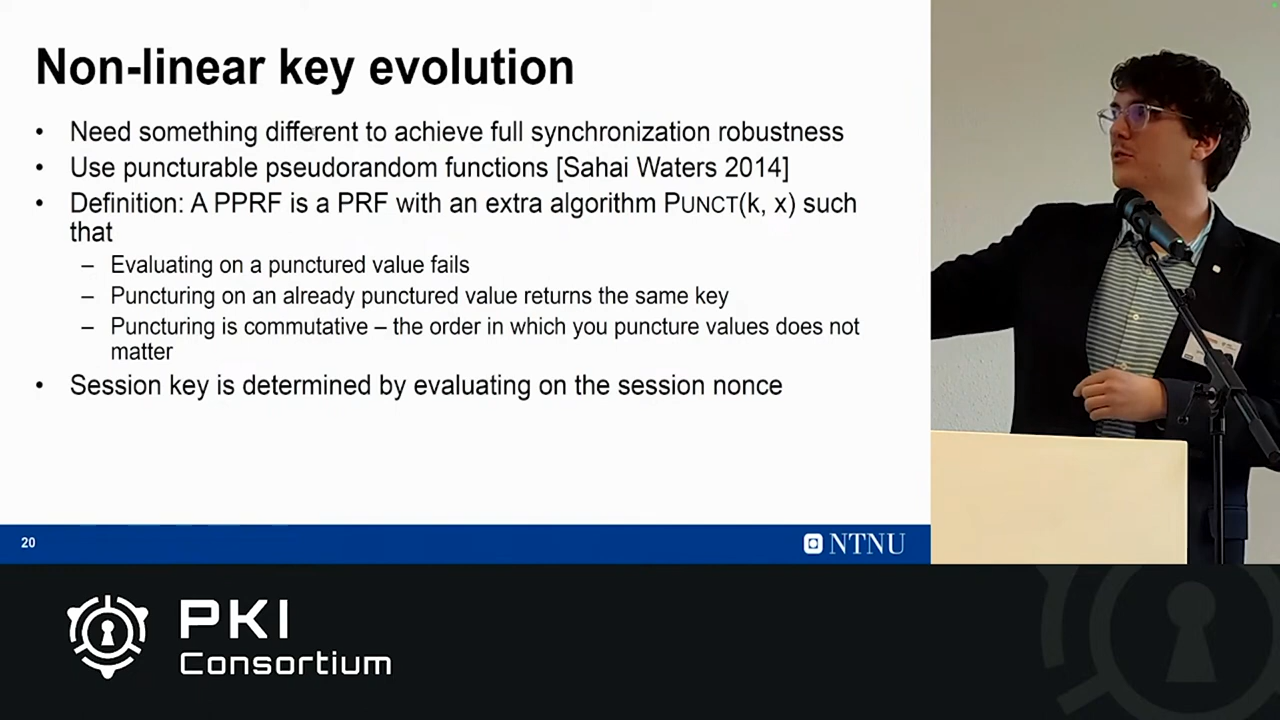 Non-linear key evolution
• Need something different to achieve full synchronization robustness
• Use puncturable pseudorandom functions [Sahai Waters 2014]
• Definition: A PPRF is a PRF with an extra algorithm PUNCT(k, x) such
that
– Evaluating on a punctured value fails
– Puncturing on an already punctured value returns the same key
– Puncturing is commutative – the order in which you puncture values does not
matter
• Session key is determined by evaluating on the session nonce
20
NTNU
PKI
Consortium